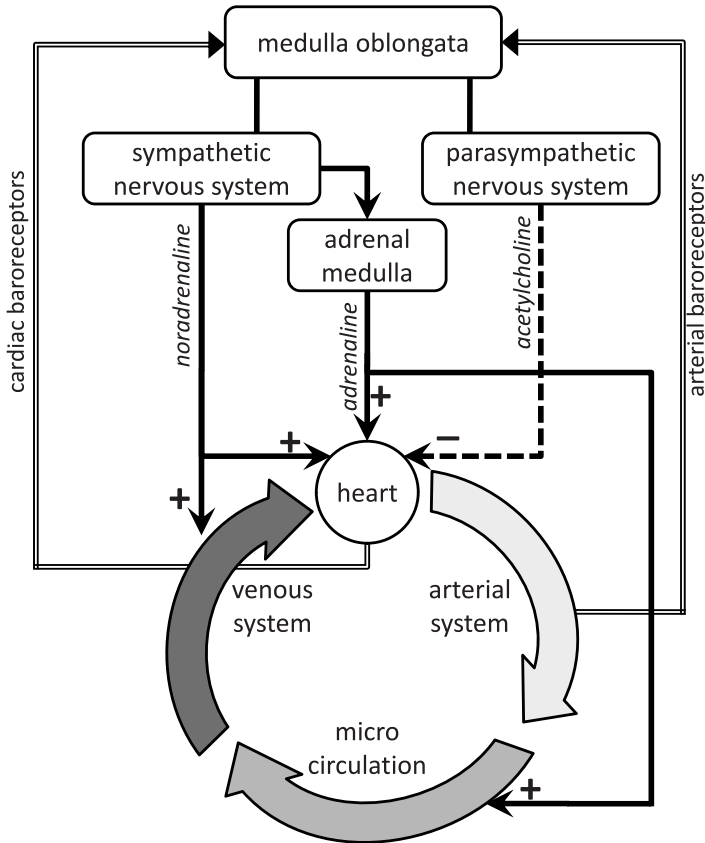 medulla oblongata
sympathetic
nervous system
parasympathetic
nervous system
adrenal
medulla
cardiac baroreceptors
noradrenaline
adrenaline
acetylcholine
arterial baroreceptors
+
+
–
+
heart
venous
system
arterial
system
micro
circulation
+